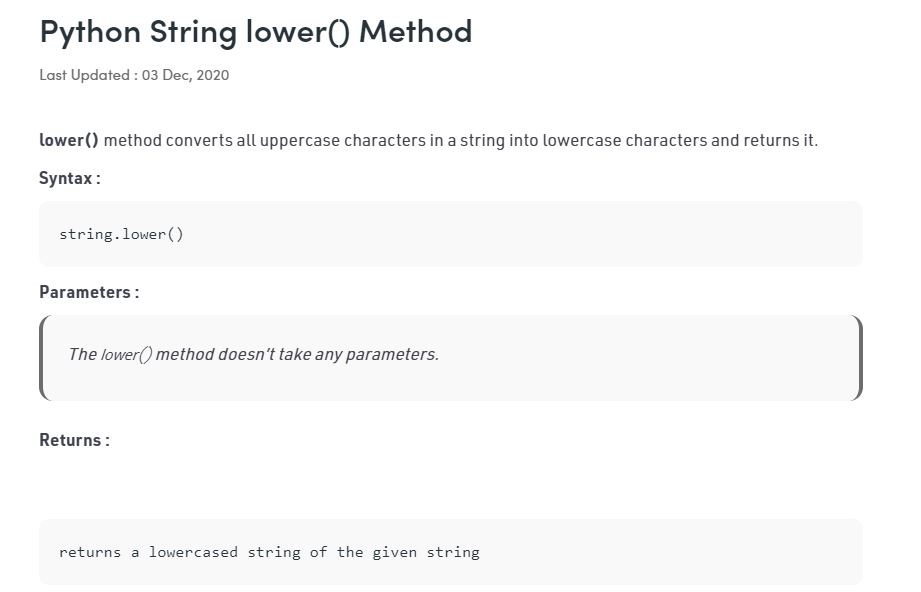 Python String lower() Method
Last Updated : 03 Dec, 2020
lower() method converts all uppercase characters in a string into lowercase characters and returns it.
Syntax :
string.lower()
Parameters :
The lower() method doesn't take any parameters.
Returns :
returns a lowercased string of the given string